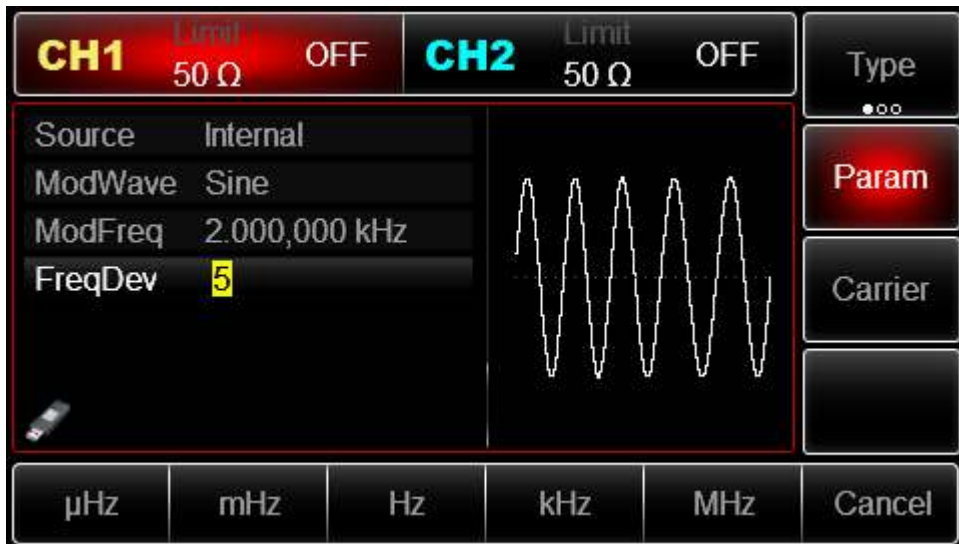 CH1 Limit 50 Ω OFF
CH2 Limit 50 Ω OFF
Type
Source Internal
ModWave Sine
ModFreq 2.000,000 kHz
FreqDev 5
Param
Carrier
µHz mHz Hz kHz MHz Cancel